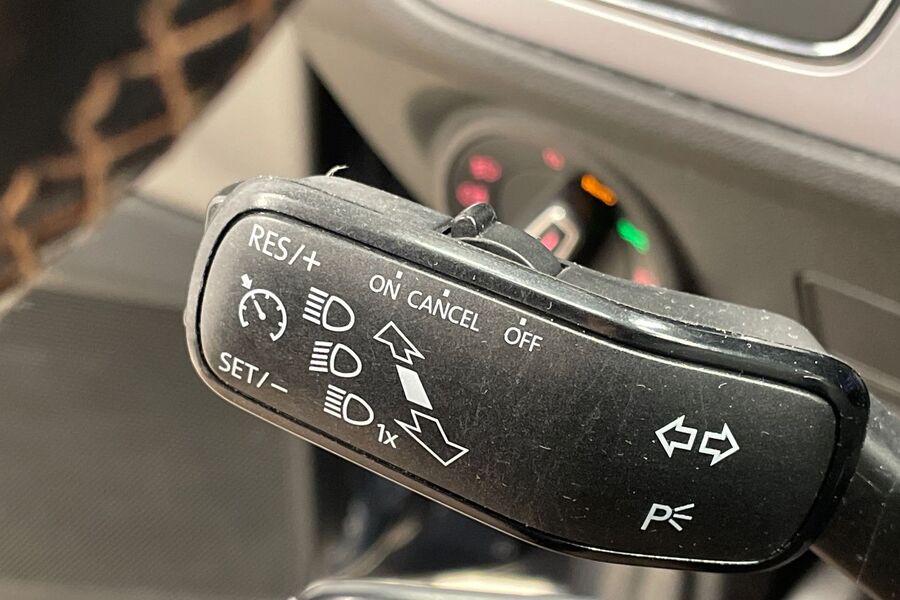 RES/+
ON CANCEL OFF
SET/-
1x
P